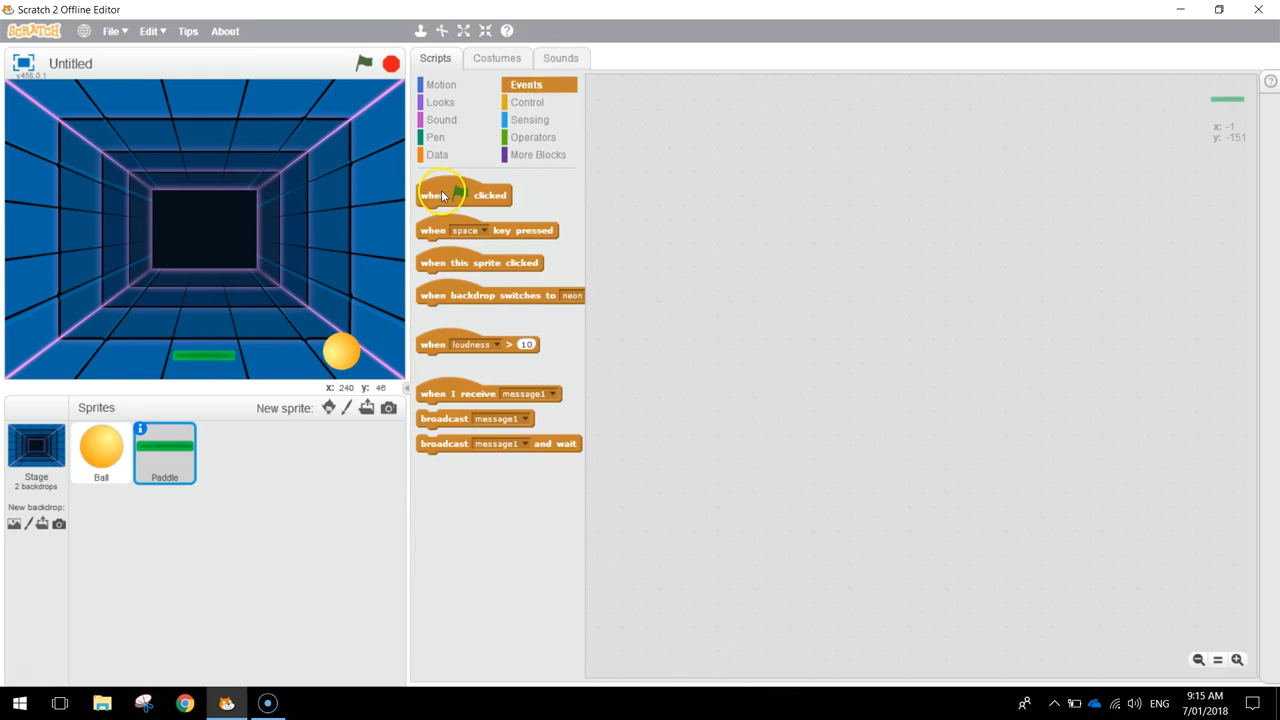 Scratch 2 Offline Editor
SCRATCH File Edit Tips About
Untitled
v456.0.1
Scripts Costumes Sounds
Motion Events
Looks Control
Sound Sensing
Pen Operators
Data More Blocks
when clicked
when space key pressed
when this sprite clicked
when backdrop switches to neon
when loudness > 10
when I receive message1
broadcast message1
broadcast message1 and wait
x: -1
y: -151
x: 240 y: 46
Sprites New sprite:
Stage
2 backdrops
New backdrop:
Ball
Paddle
ENG
9:15 AM
7/01/2018